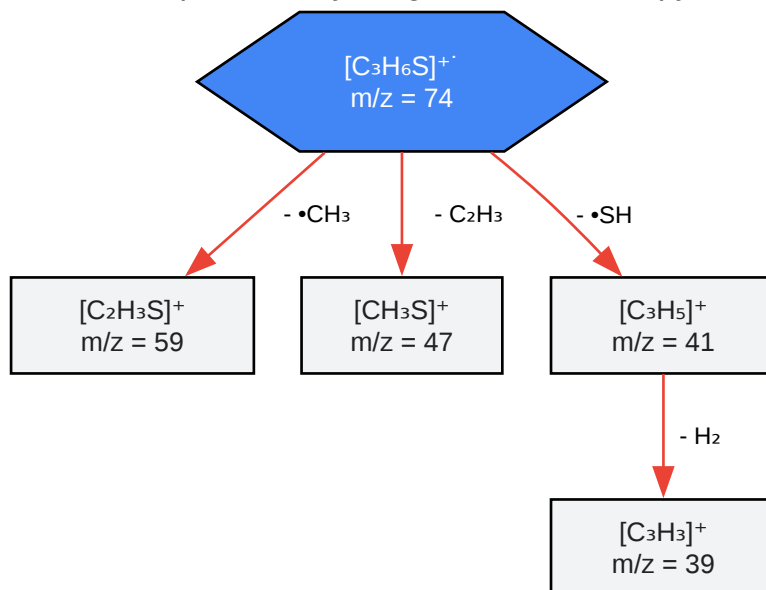 [C₃H₆S]⁺˙
m/z = 74
- •CH₃
- C₂H₃
- •SH
[C₂H₃S]⁺
m/z = 59
[CH₃S]⁺
m/z = 47
[C₃H₅]⁺
m/z = 41
- H₂
[C₃H₃]⁺
m/z = 39